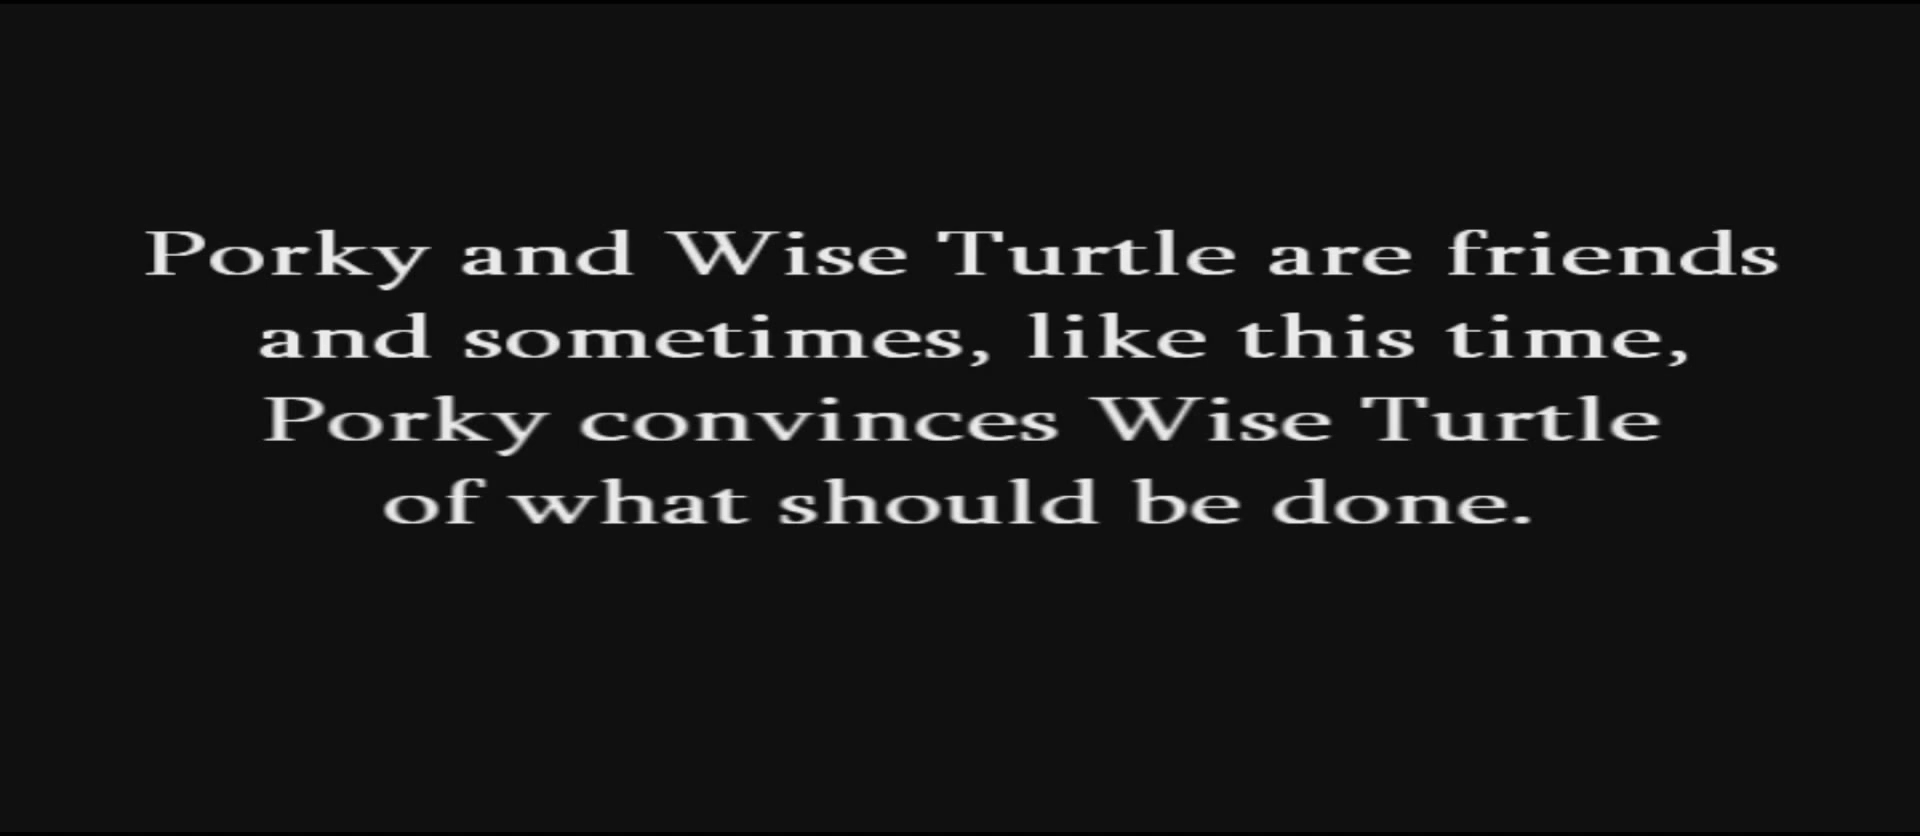 Porky and Wise Turtle are friends
and sometimes, like this time,
Porky convinces Wise Turtle
of what should be done.